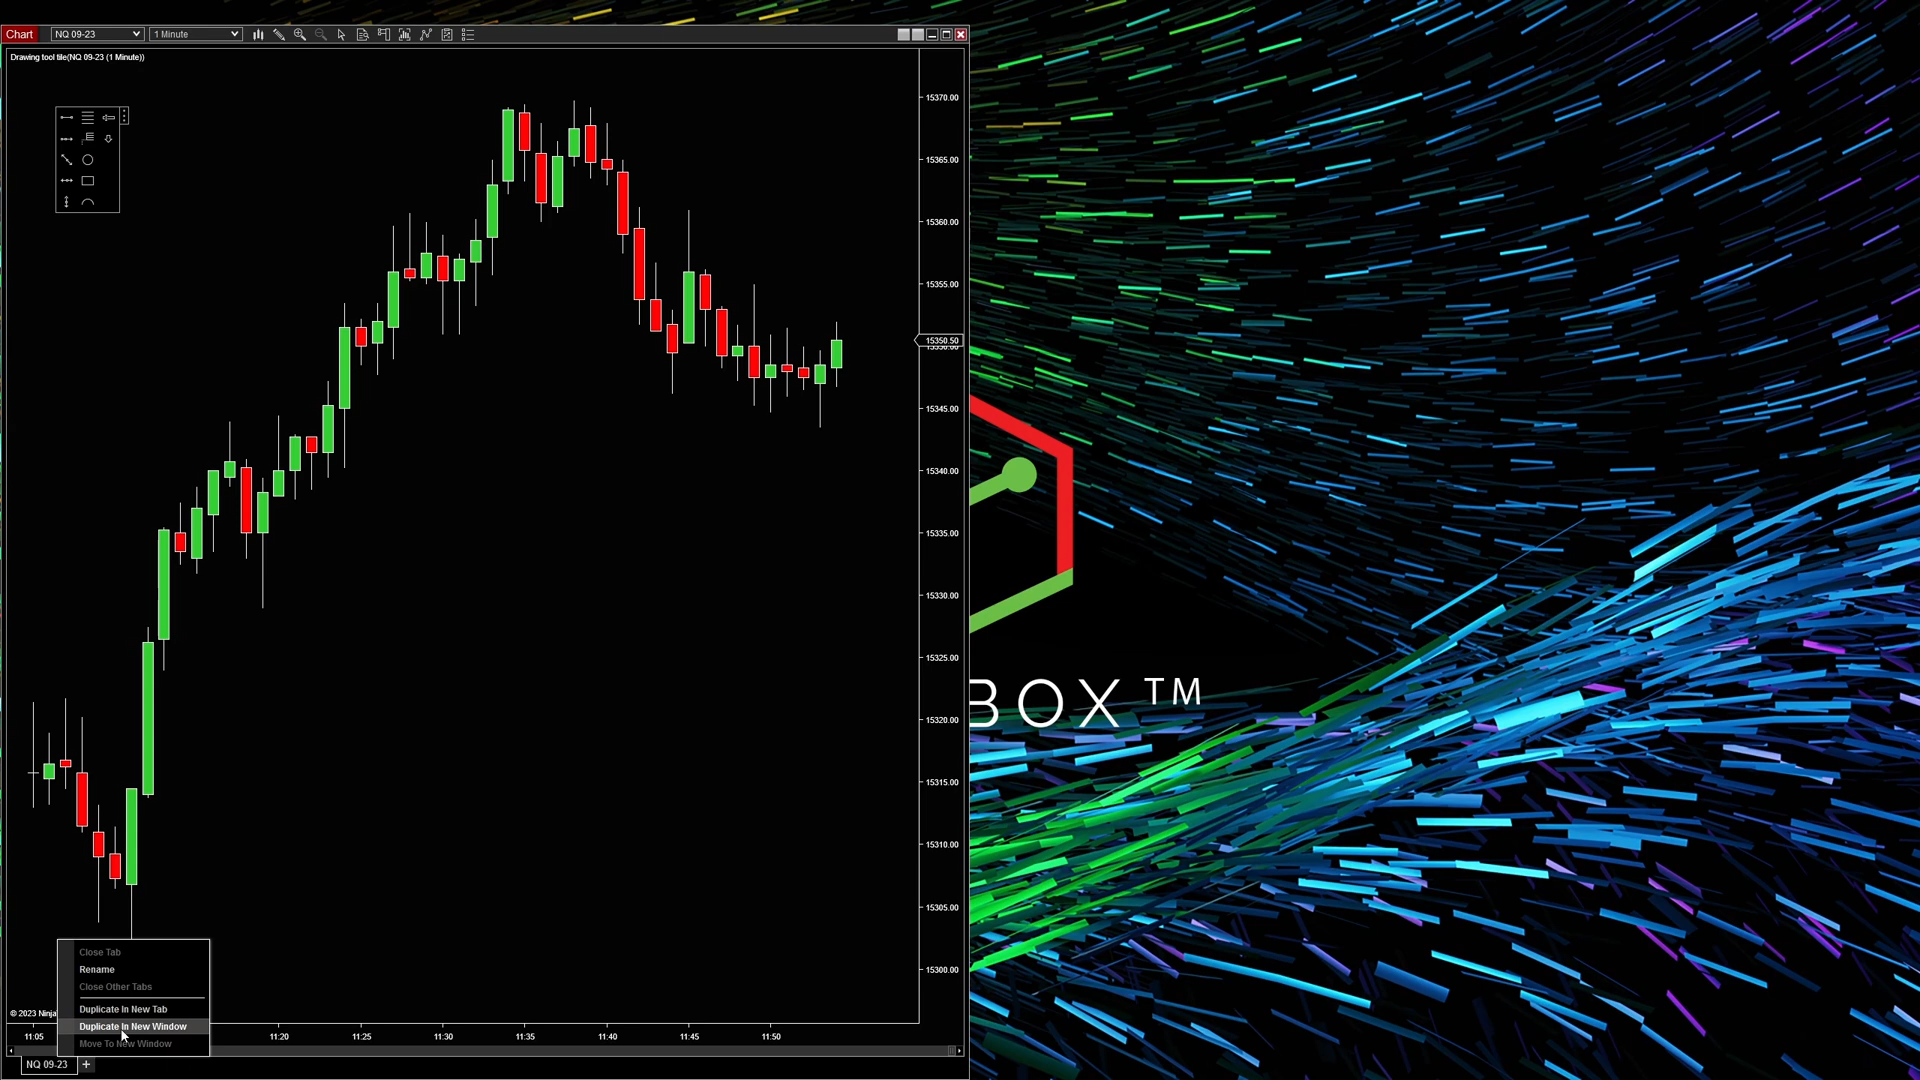 Chart
NQ 09-23
1 Minute
Drawing tool tile(NQ 09-23 (1 Minute))
15370.00
15365.00
15360.00
15355.00
15350.50
15345.00
15340.00
15335.00
15330.00
15325.00
15320.00
15315.00
15310.00
15305.00
15300.00
BOX™
Close Tab
Rename
Close Other Tabs
Duplicate In New Tab
Duplicate In New Window
Move To New Window
© 2023 Ninja
11:05
11:20
11:25
11:30
11:35
11:40
11:45
11:50
NQ 09-23
+